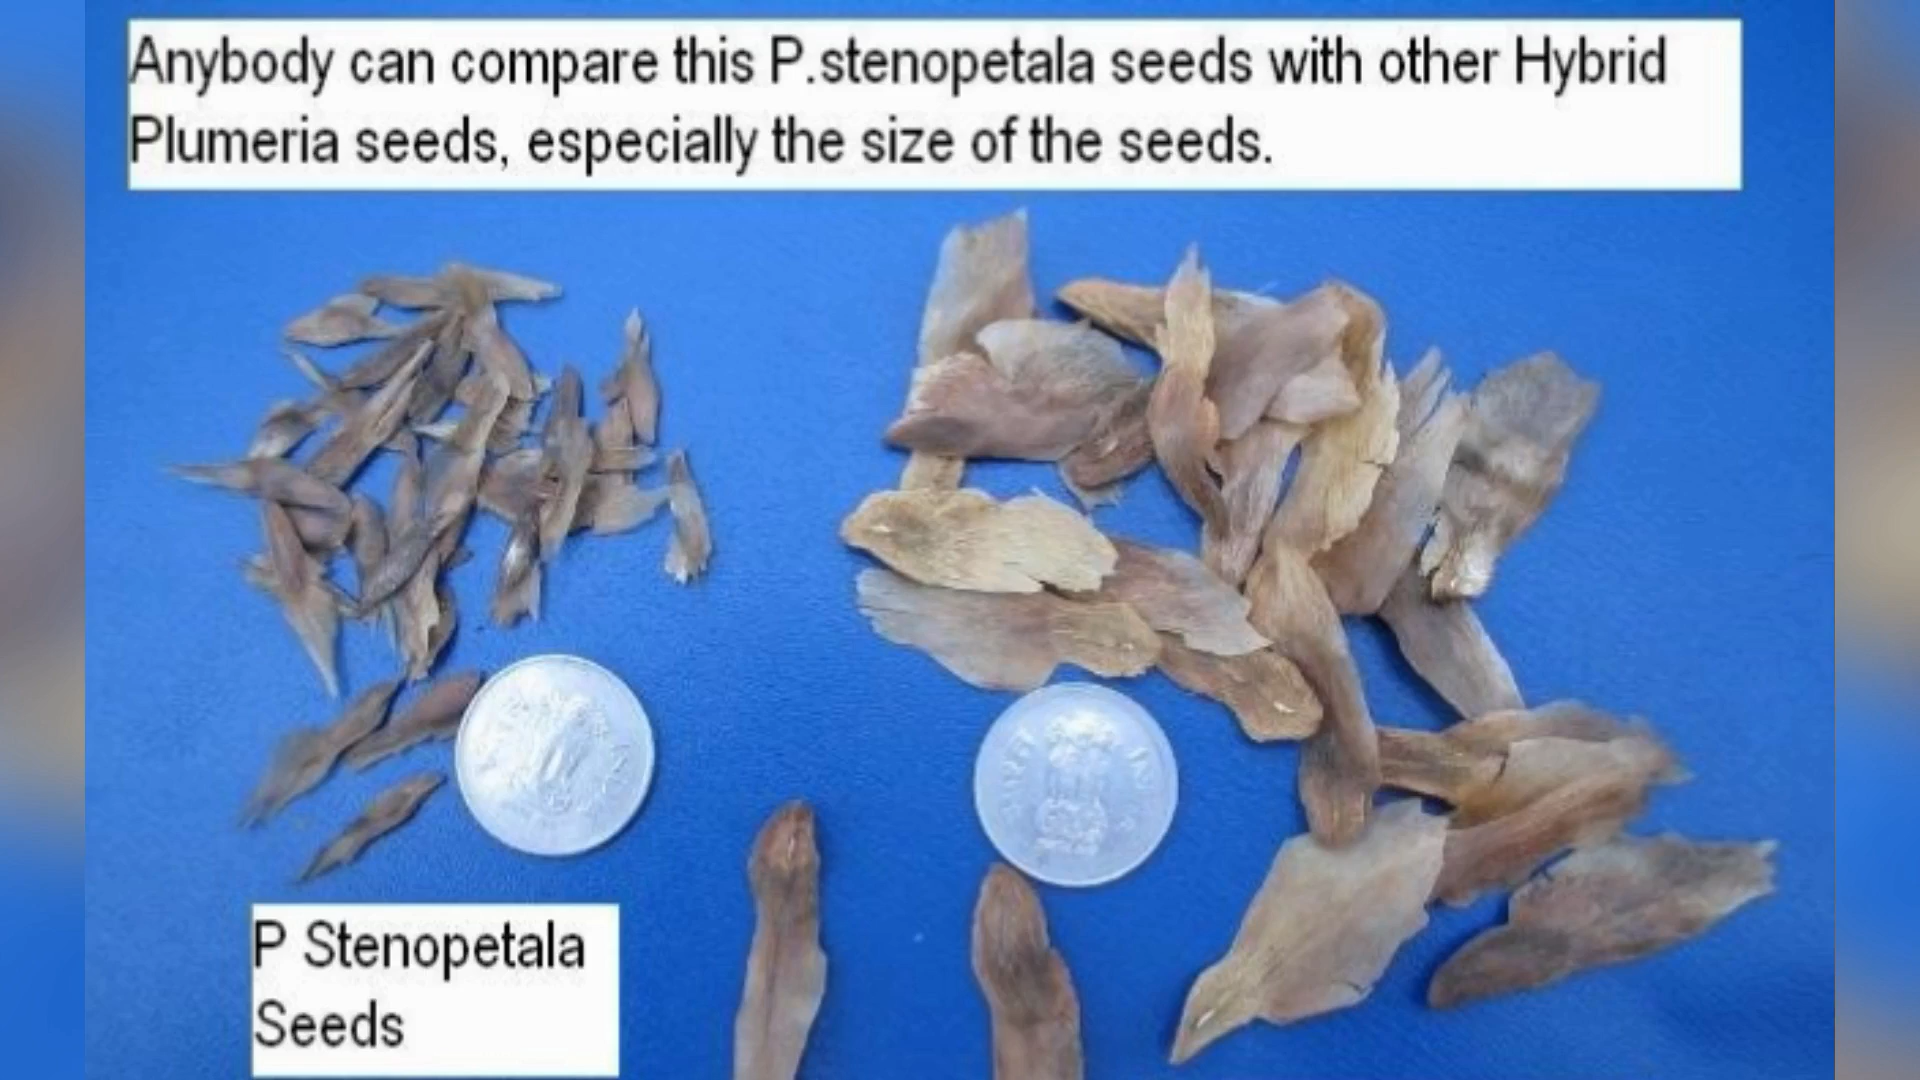 Anybody can compare this P.stenopetala seeds with other Hybrid
Plumeria seeds, especially the size of the seeds.
P Stenopetala
Seeds